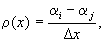 ρ(x) = (α_i − α_j) / Δx,